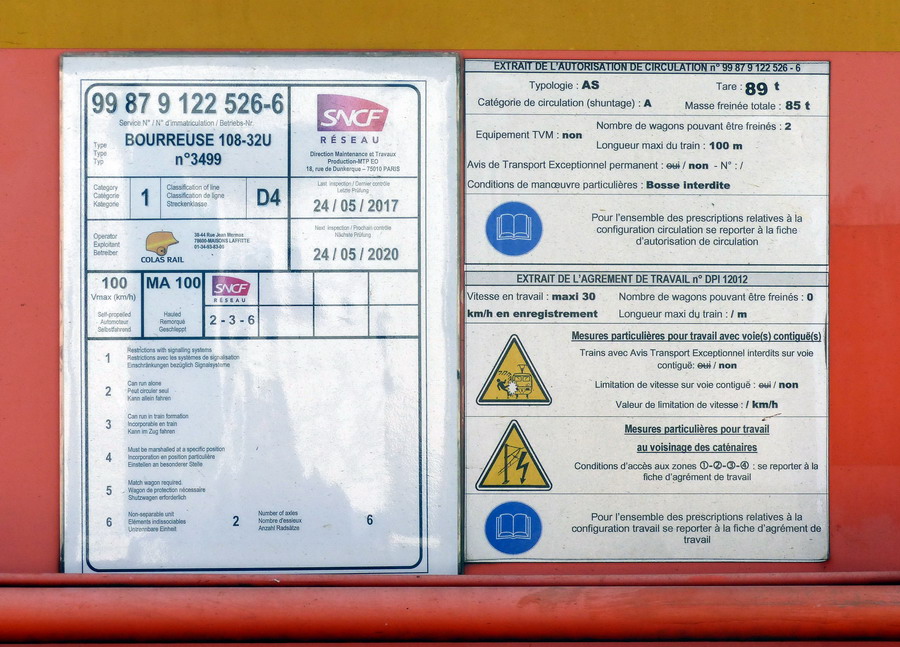 99 87 9 122 526-6
Service N° / N° d'immatriculation / Betriebs-Nr.
Type
Type
Typ
BOURREUSE 108-32U
n°3499
SNCF
RÉSEAU
Direction Maintenance et Travaux
Production-MTP EO
18, rue de Dunkerque – 75010 PARIS
Category
Catégorie
Kategorie
1
Classification of line
Classification de ligne
Streckenklasse
D4
Last inspection / Dernier contrôle
Letzte Prüfung
24 / 05 / 2017
Operator
Exploitant
Betreiber
COLAS RAIL
38-44 Rue Jean Mermoz
78600-MAISONS LAFFITTE
01-34-93-83-00
Next inspection / Prochain contrôle
Nächste Prüfung
24 / 05 / 2020
100
Vmax (km/h)
MA 100
SNCF
RÉSEAU
Self-propelled
Automoteur
Selbstfahrend
Hauled
Remorqué
Geschleppt
2 - 3 - 6
1
Restrictions with signaling systems
Restrictions avec les systèmes de signalisation
Einschränkungen bezüglich Signalsysteme
2
Can run alone
Peut circuler seul
Kann allein fahren
3
Can run in train formation
Incorporable en train
Kann im Zug fahren
4
Must be marshalled at a specific position
Incorporation en position particulière
Einstellen an besonderer Stelle
5
Match wagon required
Wagon de protection nécessaire
Shutzwagen erforderlich
6
Non-separable unit
Eléments indissociables
Untrennbare Einheit
2
Number of axles
Nombre d'essieux
Anzahl Radsätze
6
EXTRAIT DE L'AUTORISATION DE CIRCULATION n° 99 87 9 122 526 - 6
Typologie : AS
Tare : 89 t
Catégorie de circulation (shuntage) : A
Masse freinée totale : 85 t
Equipement TVM : non
Nombre de wagons pouvant être freinés : 2
Longueur maxi du train : 100 m
Avis de Transport Exceptionnel permanent : oui / non - N° : /
Conditions de manœuvre particulières : Bosse interdite
Pour l'ensemble des prescriptions relatives à la
configuration circulation se reporter à la fiche
d'autorisation de circulation
EXTRAIT DE L'AGREMENT DE TRAVAIL n° DPI 12012
Vitesse en travail : maxi 30
km/h en enregistrement
Nombre de wagons pouvant être freinés : 0
Longueur maxi du train : / m
Mesures particulières pour travail avec voie(s) contiguë(s)
Trains avec Avis Transport Exceptionnel interdits sur voie
contiguë: oui / non
Limitation de vitesse sur voie contiguë : oui / non
Valeur de limitation de vitesse : / km/h
Mesures particulières pour travail
au voisinage des caténaires
Conditions d'accès aux zones ①-②-③-④ : se reporter à la
fiche d'agrément de travail
Pour l'ensemble des prescriptions relatives à la
configuration travail se reporter à la fiche d'agrément de
travail